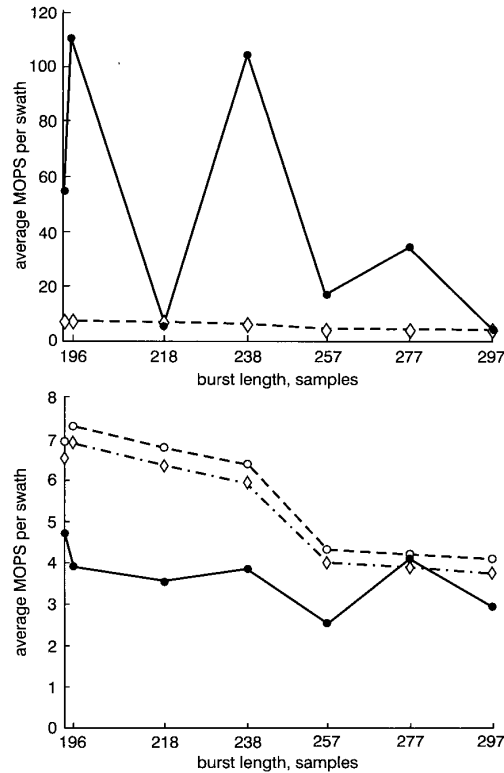 120
100
80
60
40
20
0
average MOPS per swath
196 218 238 257 277 297
burst length, samples
8
7
6
5
4
3
2
1
0
average MOPS per swath
196 218 238 257 277 297
burst length, samples